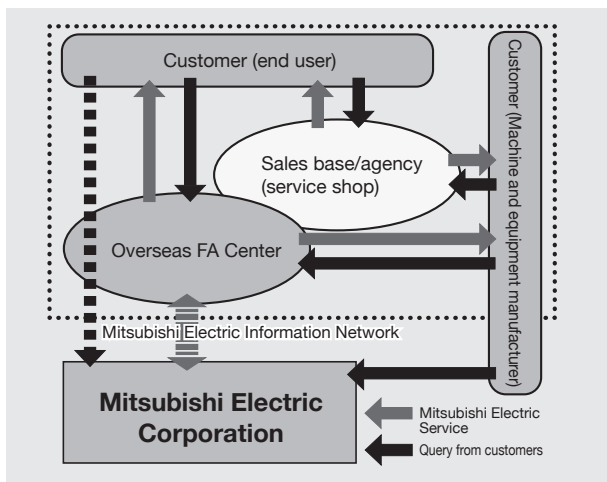 Customer (end user)
Customer (Machine and equipment manufacturer)
Sales base/agency
(service shop)
Overseas FA Center
Mitsubishi Electric Information Network
Mitsubishi Electric
Corporation
Mitsubishi Electric
Service
Query from customers